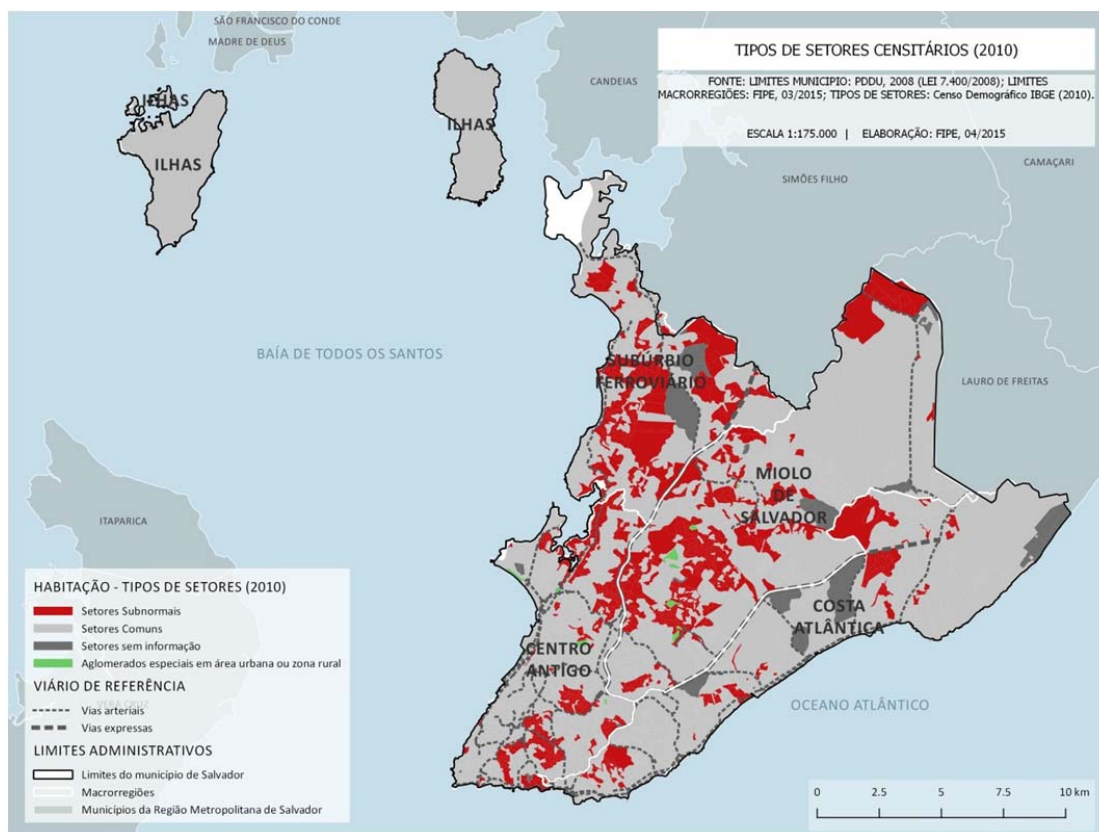 SÃO FRANCISCO DO CONDE
MADRE DE DEUS
CANDEIAS
TIPOS DE SETORES CENSITÁRIOS (2010)
FONTE: LIMITES MUNICIPIO: PDDU, 2008 (LEI 7.400/2008); LIMITES
MACRORREGIÕES: FIPE, 03/2015; TIPOS DE SETORES: Censo Demográfico IBGE (2010).
ESCALA 1:175.000 | ELABORAÇÃO: FIPE, 04/2015
CAMAÇARI
SIMÕES FILHO
ILHAS
ILHAS
ILHAS
BAÍA DE TODOS OS SANTOS
SUBÚRBIO
FERROVIÁRIO
LAURO DE FREITAS
MIOLO
DE
SALVADOR
ITAPARICA
COSTA
ATLÂNTICA
CENTRO
ANTIGO
OCEANO ATLÂNTICO
HABITAÇÃO - TIPOS DE SETORES (2010)
Setores Subnormais
Setores Comuns
Setores sem informação
Aglomerados especiais em área urbana ou zona rural
VIÁRIO DE REFERÊNCIA
VERA CRUZ
Vias arteriais
Vias expressas
LIMITES ADMINISTRATIVOS
Limites do município de Salvador
Macrorregiões
Municípios da Região Metropolitana de Salvador
0 2.5 5 7.5 10 km